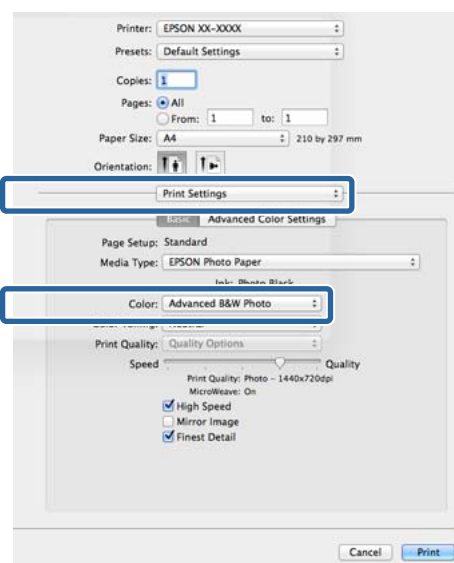 Printer: EPSON XX-XXXX
Presets: Default Settings
Copies: 1
Pages: All
From: 1 to: 1
Paper Size: A4 210 by 297 mm
Orientation:
Print Settings
Basic Advanced Color Settings
Page Setup: Standard
Media Type: EPSON Photo Paper
Ink: Photo Black
Color: Advanced B&W Photo
Color Toning: Neutral
Print Quality: Quality Options
Speed Quality
Print Quality: Photo - 1440x720dpi
MicroWeave: On
High Speed
Mirror Image
Finest Detail
Cancel Print